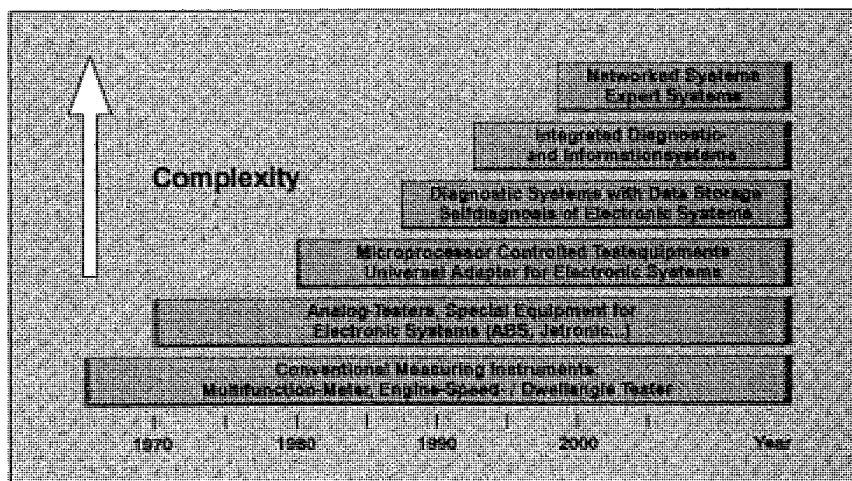 Networked Systems
Expert Systems
Integrated Diagnostic-
and Informationsystems
Complexity
Diagnostic Systems with Data Storage
Selfdiagnosis of Electronic Systems
Microprocessor Controlled Testequipments
Universal Adapter for Electronic Systems
Analog-Testers, Special Equipment for
Electronic Systems (ABS, Jetronic...)
Conventional Measuring Instruments
Multifunction-Meter, Engine-Speed- / Dwellangle Tester
1970 1980 1990 2000 Year